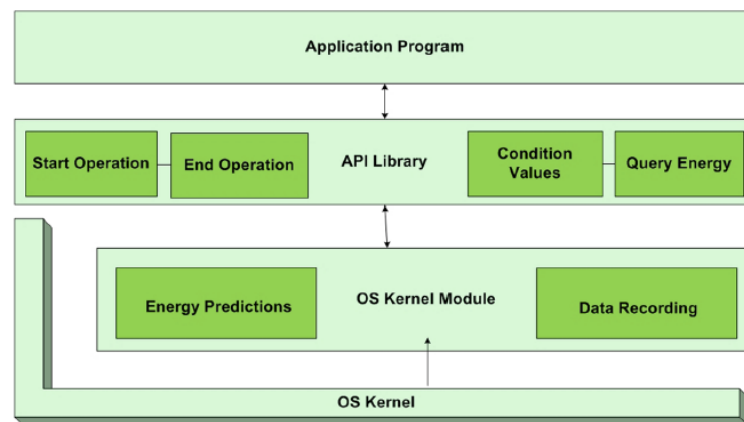 Application Program
Start Operation
End Operation
API Library
Condition
Values
Query Energy
Energy Predictions
OS Kernel Module
Data Recording
OS Kernel